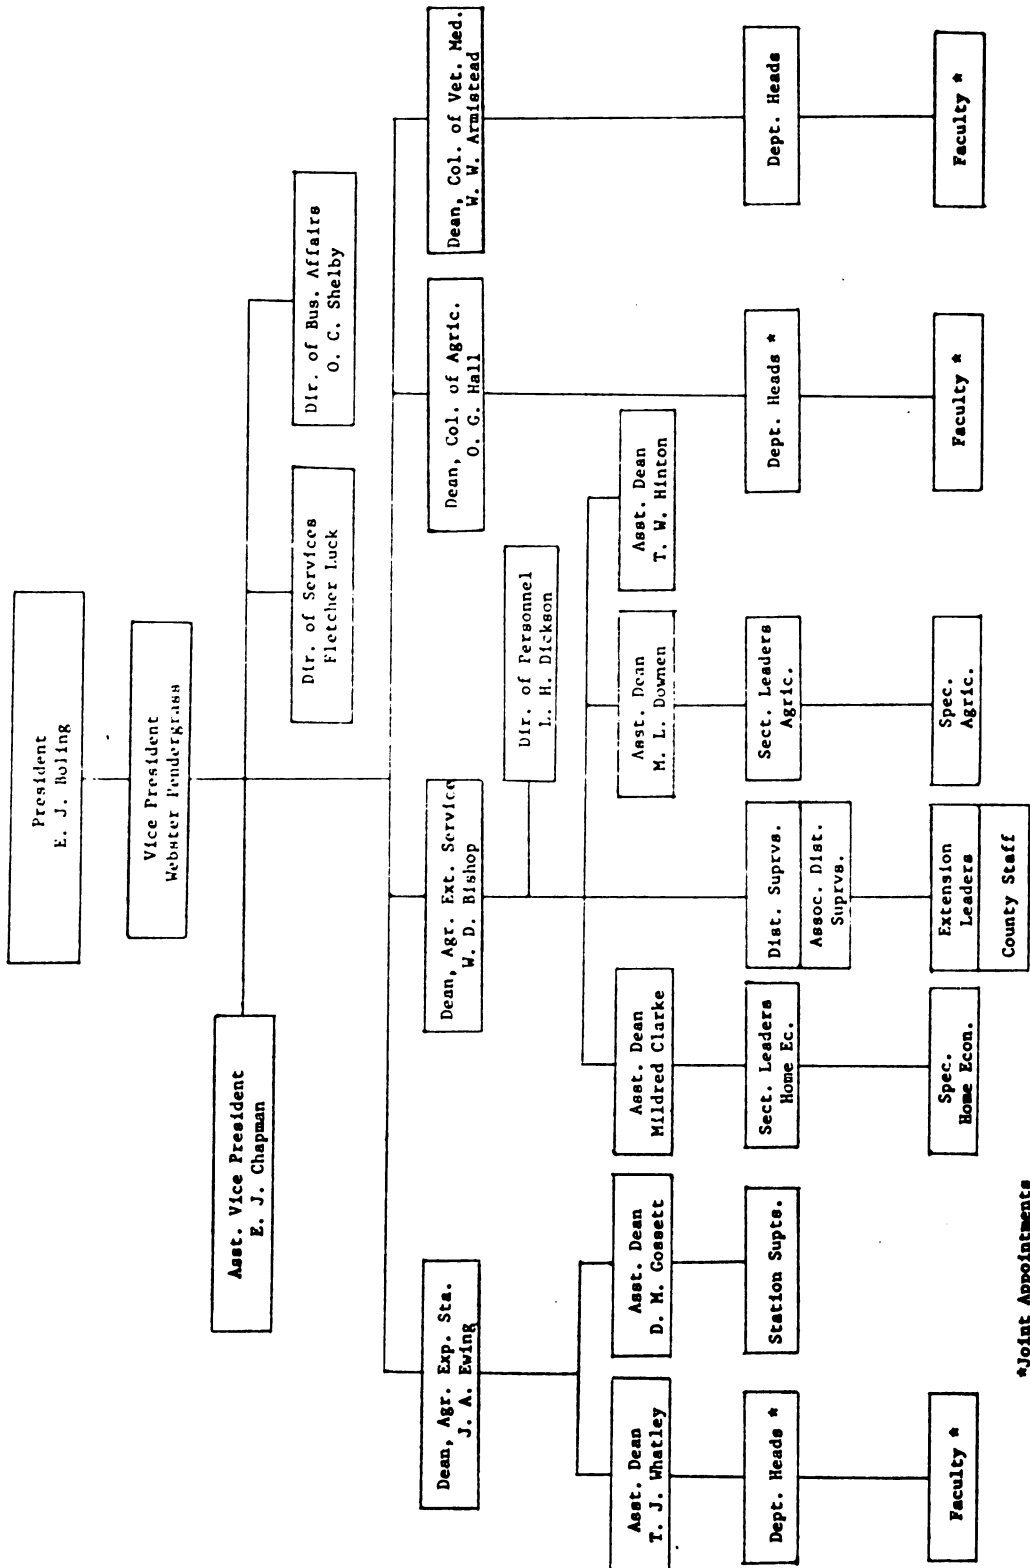 President
E. J. Boling
Vice President
Webster Pendergrass
Asst. Vice President
E. J. Chapman
Dir. of Services
Fletcher Luck
Dir. of Bus. Affairs
O. C. Shelby
Dean, Agr. Exp. Sta.
J. A. Ewing
Dean, Agr. Ext. Service
W. D. Bishop
Dean, Col. of Agric.
O. G. Hall
Dean, Col. of Vet. Med.
W. W. Armistead
Dir. of Personnel
L. H. Dickson
Asst. Dean
T. J. Whatley
Asst. Dean
D. M. Gossett
Asst. Dean
Mildred Clarke
Asst. Dean
M. L. Downen
Asst. Dean
T. W. Hinton
Dept. Heads *
Station Supts.
Sect. Leaders
Home Ec.
Dist. Suprvs.
Assoc. Dist.
Suprvs.
Sect. Leaders
Agric.
Dept. Heads *
Dept. Heads
Faculty *
Spec.
Home Econ.
Extension
Leaders
County Staff
Spec.
Agric.
Faculty *
Faculty *
*Joint Appointments